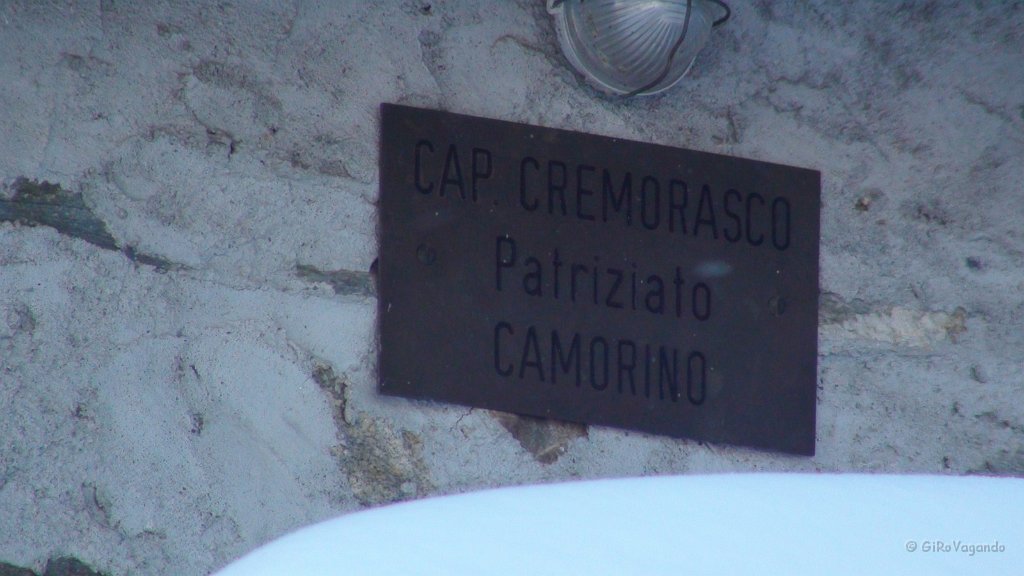 CAP. CREMORASCO
Patriziato
CAMORINO
© GiRoVagando